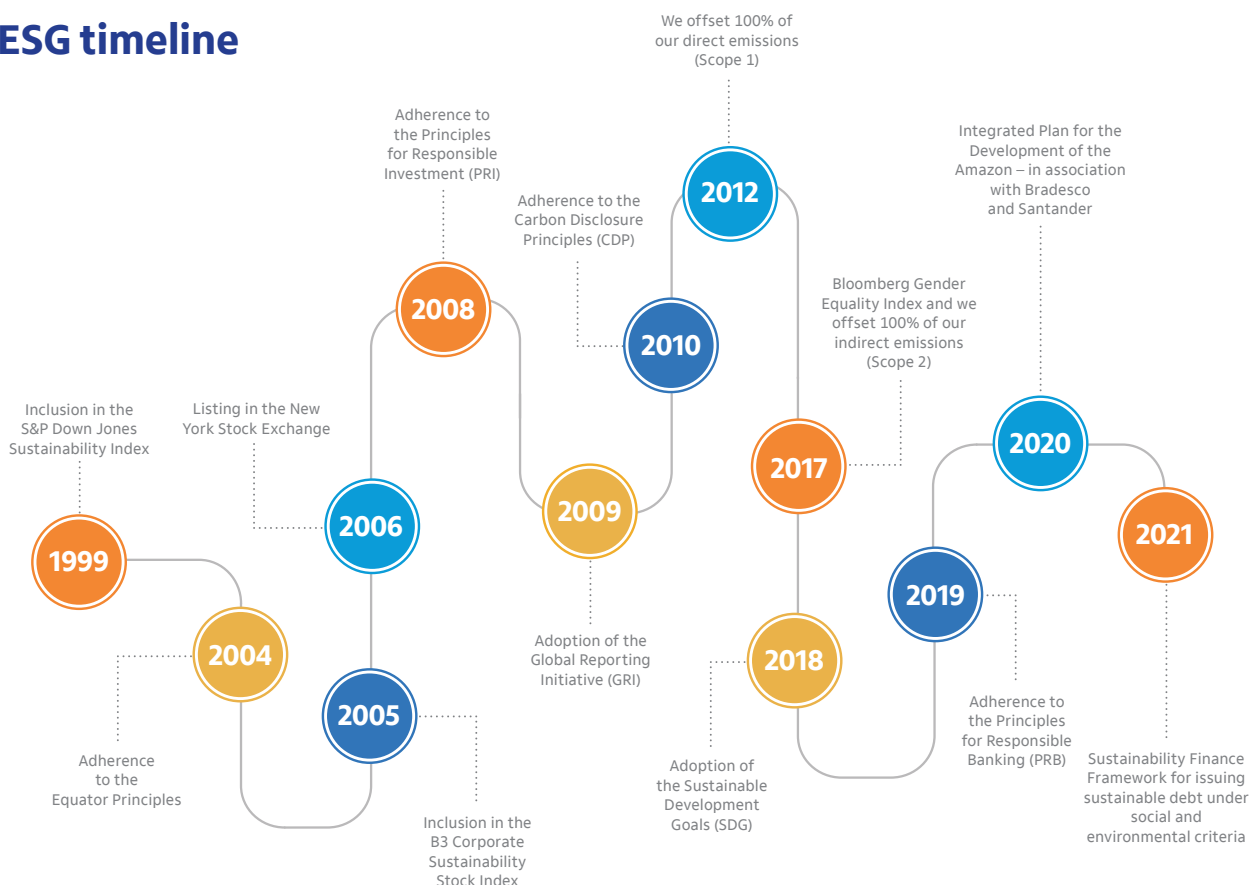 ESG timeline
We offset 100% of
our direct emissions
(Scope 1)
Adherence to
the Principles
for Responsible
Investment (PRI)
Adherence to the
Carbon Disclosure
Principles (CDP)
Integrated Plan for the
Development of the
Amazon – in association
with Bradesco
and Santander
2012
2008
2010
Bloomberg Gender
Equality Index and we
offset 100% of our
indirect emissions
(Scope 2)
Inclusion in the
S&P Down Jones
Sustainability Index
Listing in the New
York Stock Exchange
2017
2020
1999
2006
2009
2021
2004
2005
2018
2019
Adoption of the
Global Reporting
Initiative (GRI)
Adherence
to the
Equator Principles
Inclusion in the
B3 Corporate
Sustainability
Stock Index
Adoption of
the Sustainable
Development
Goals (SDG)
Adherence to
the Principles
for Responsible
Banking (PRB)
Sustainability Finance
Framework for issuing
sustainable debt under
social and
environmental criteria